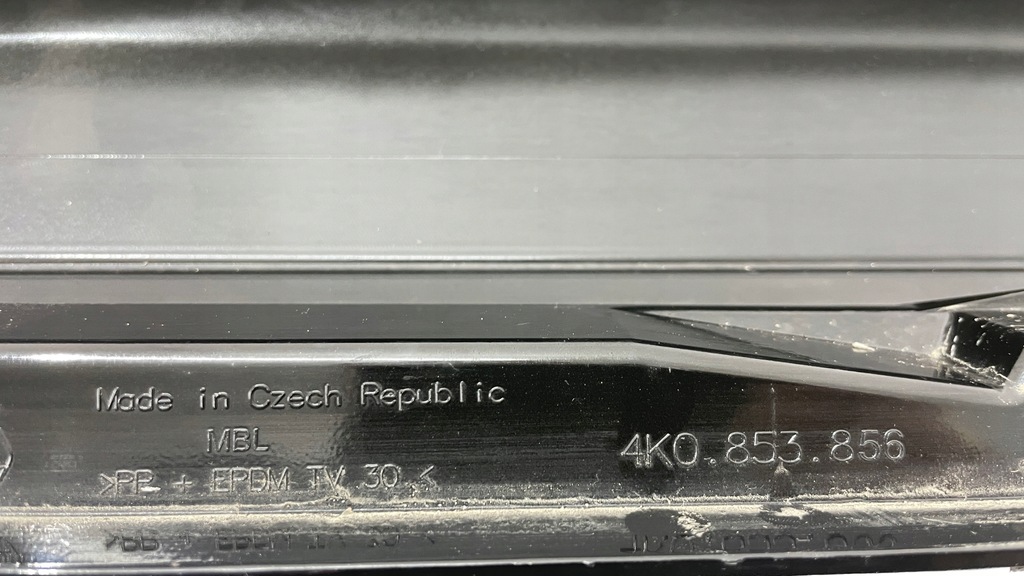 Made in Czech Republic
MBL
>PP + EPDM TV 30 <
4K0.853.856